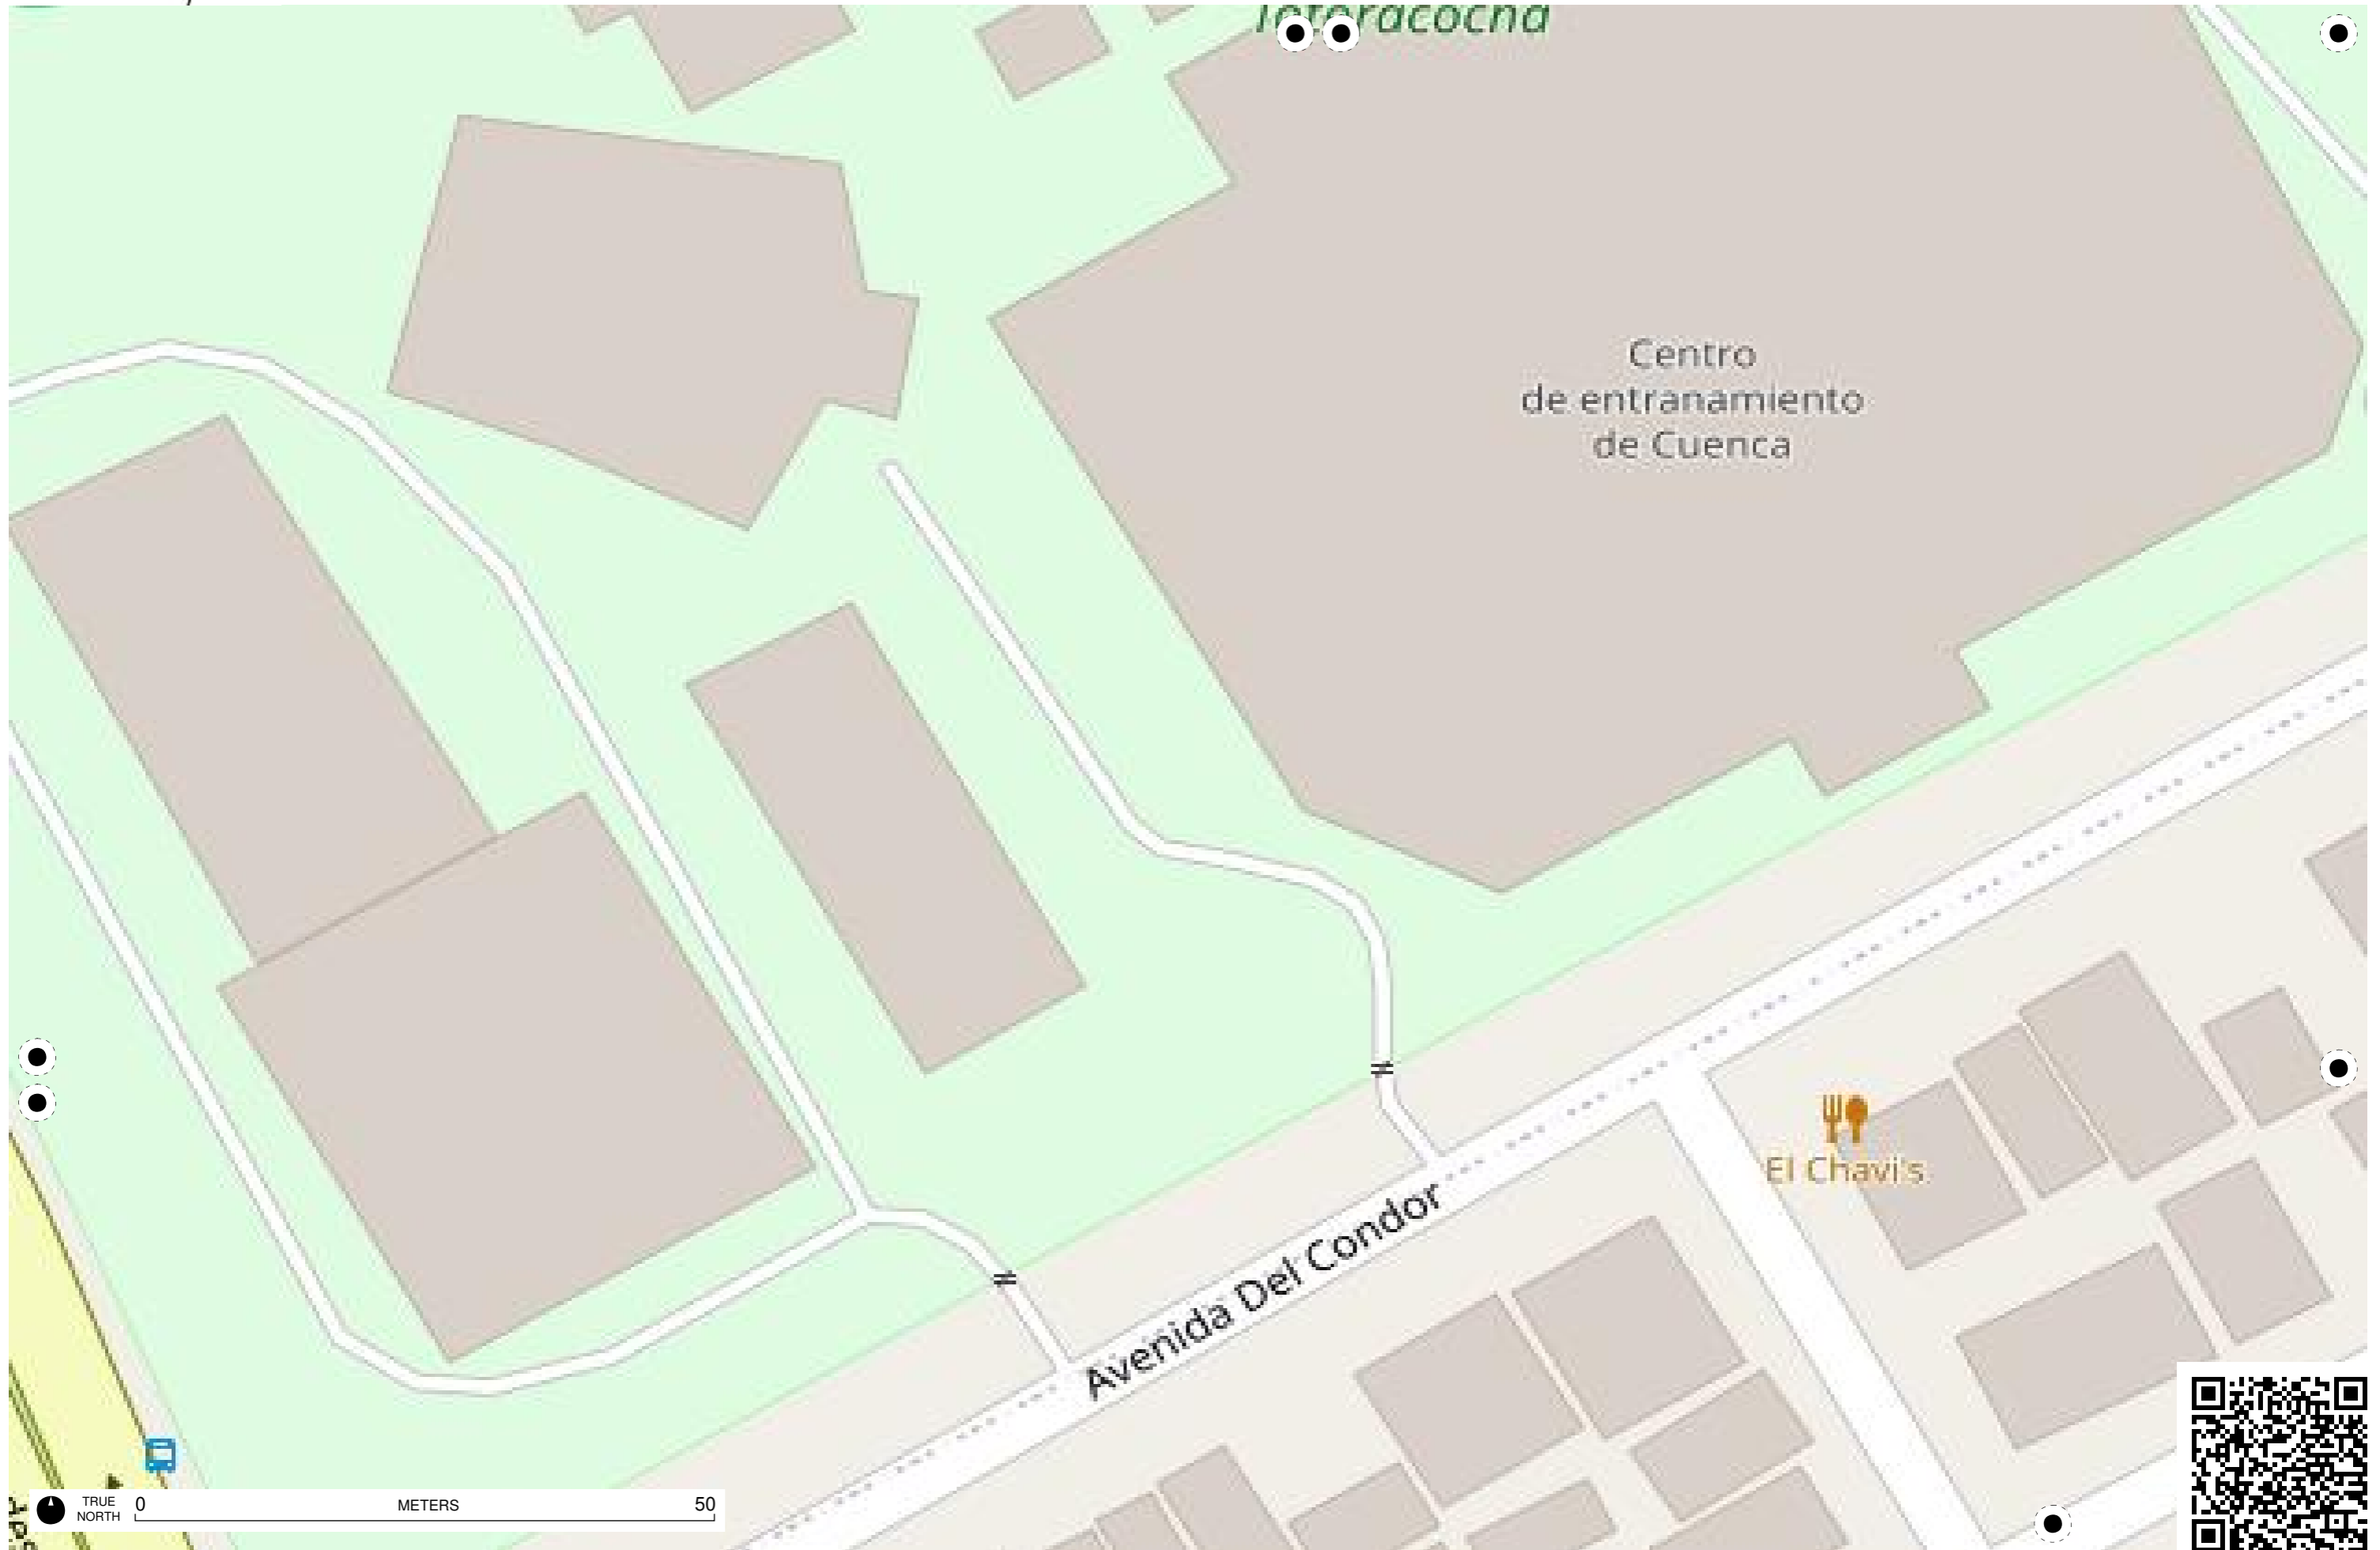 Centro
de entranamiento
de Cuenca
El Chavi's
Avenida Del Condor
TRUE
NORTH
0 METERS 50